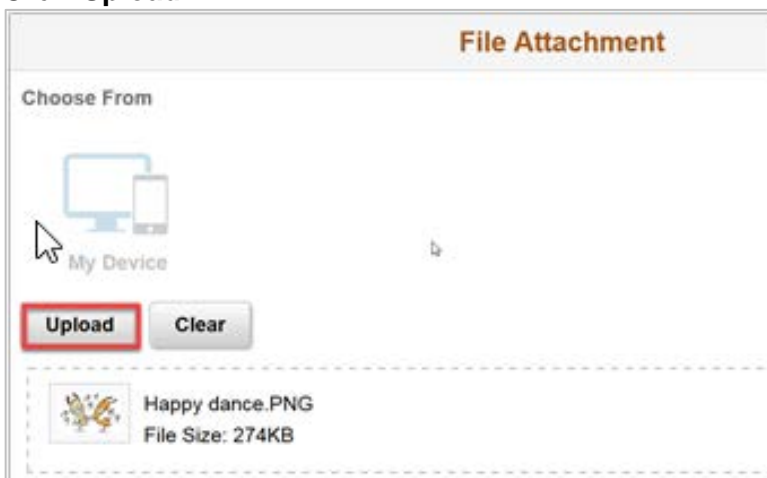 File Attachment
Choose From
My Device
Upload Clear
Happy dance.PNG
File Size: 274KB